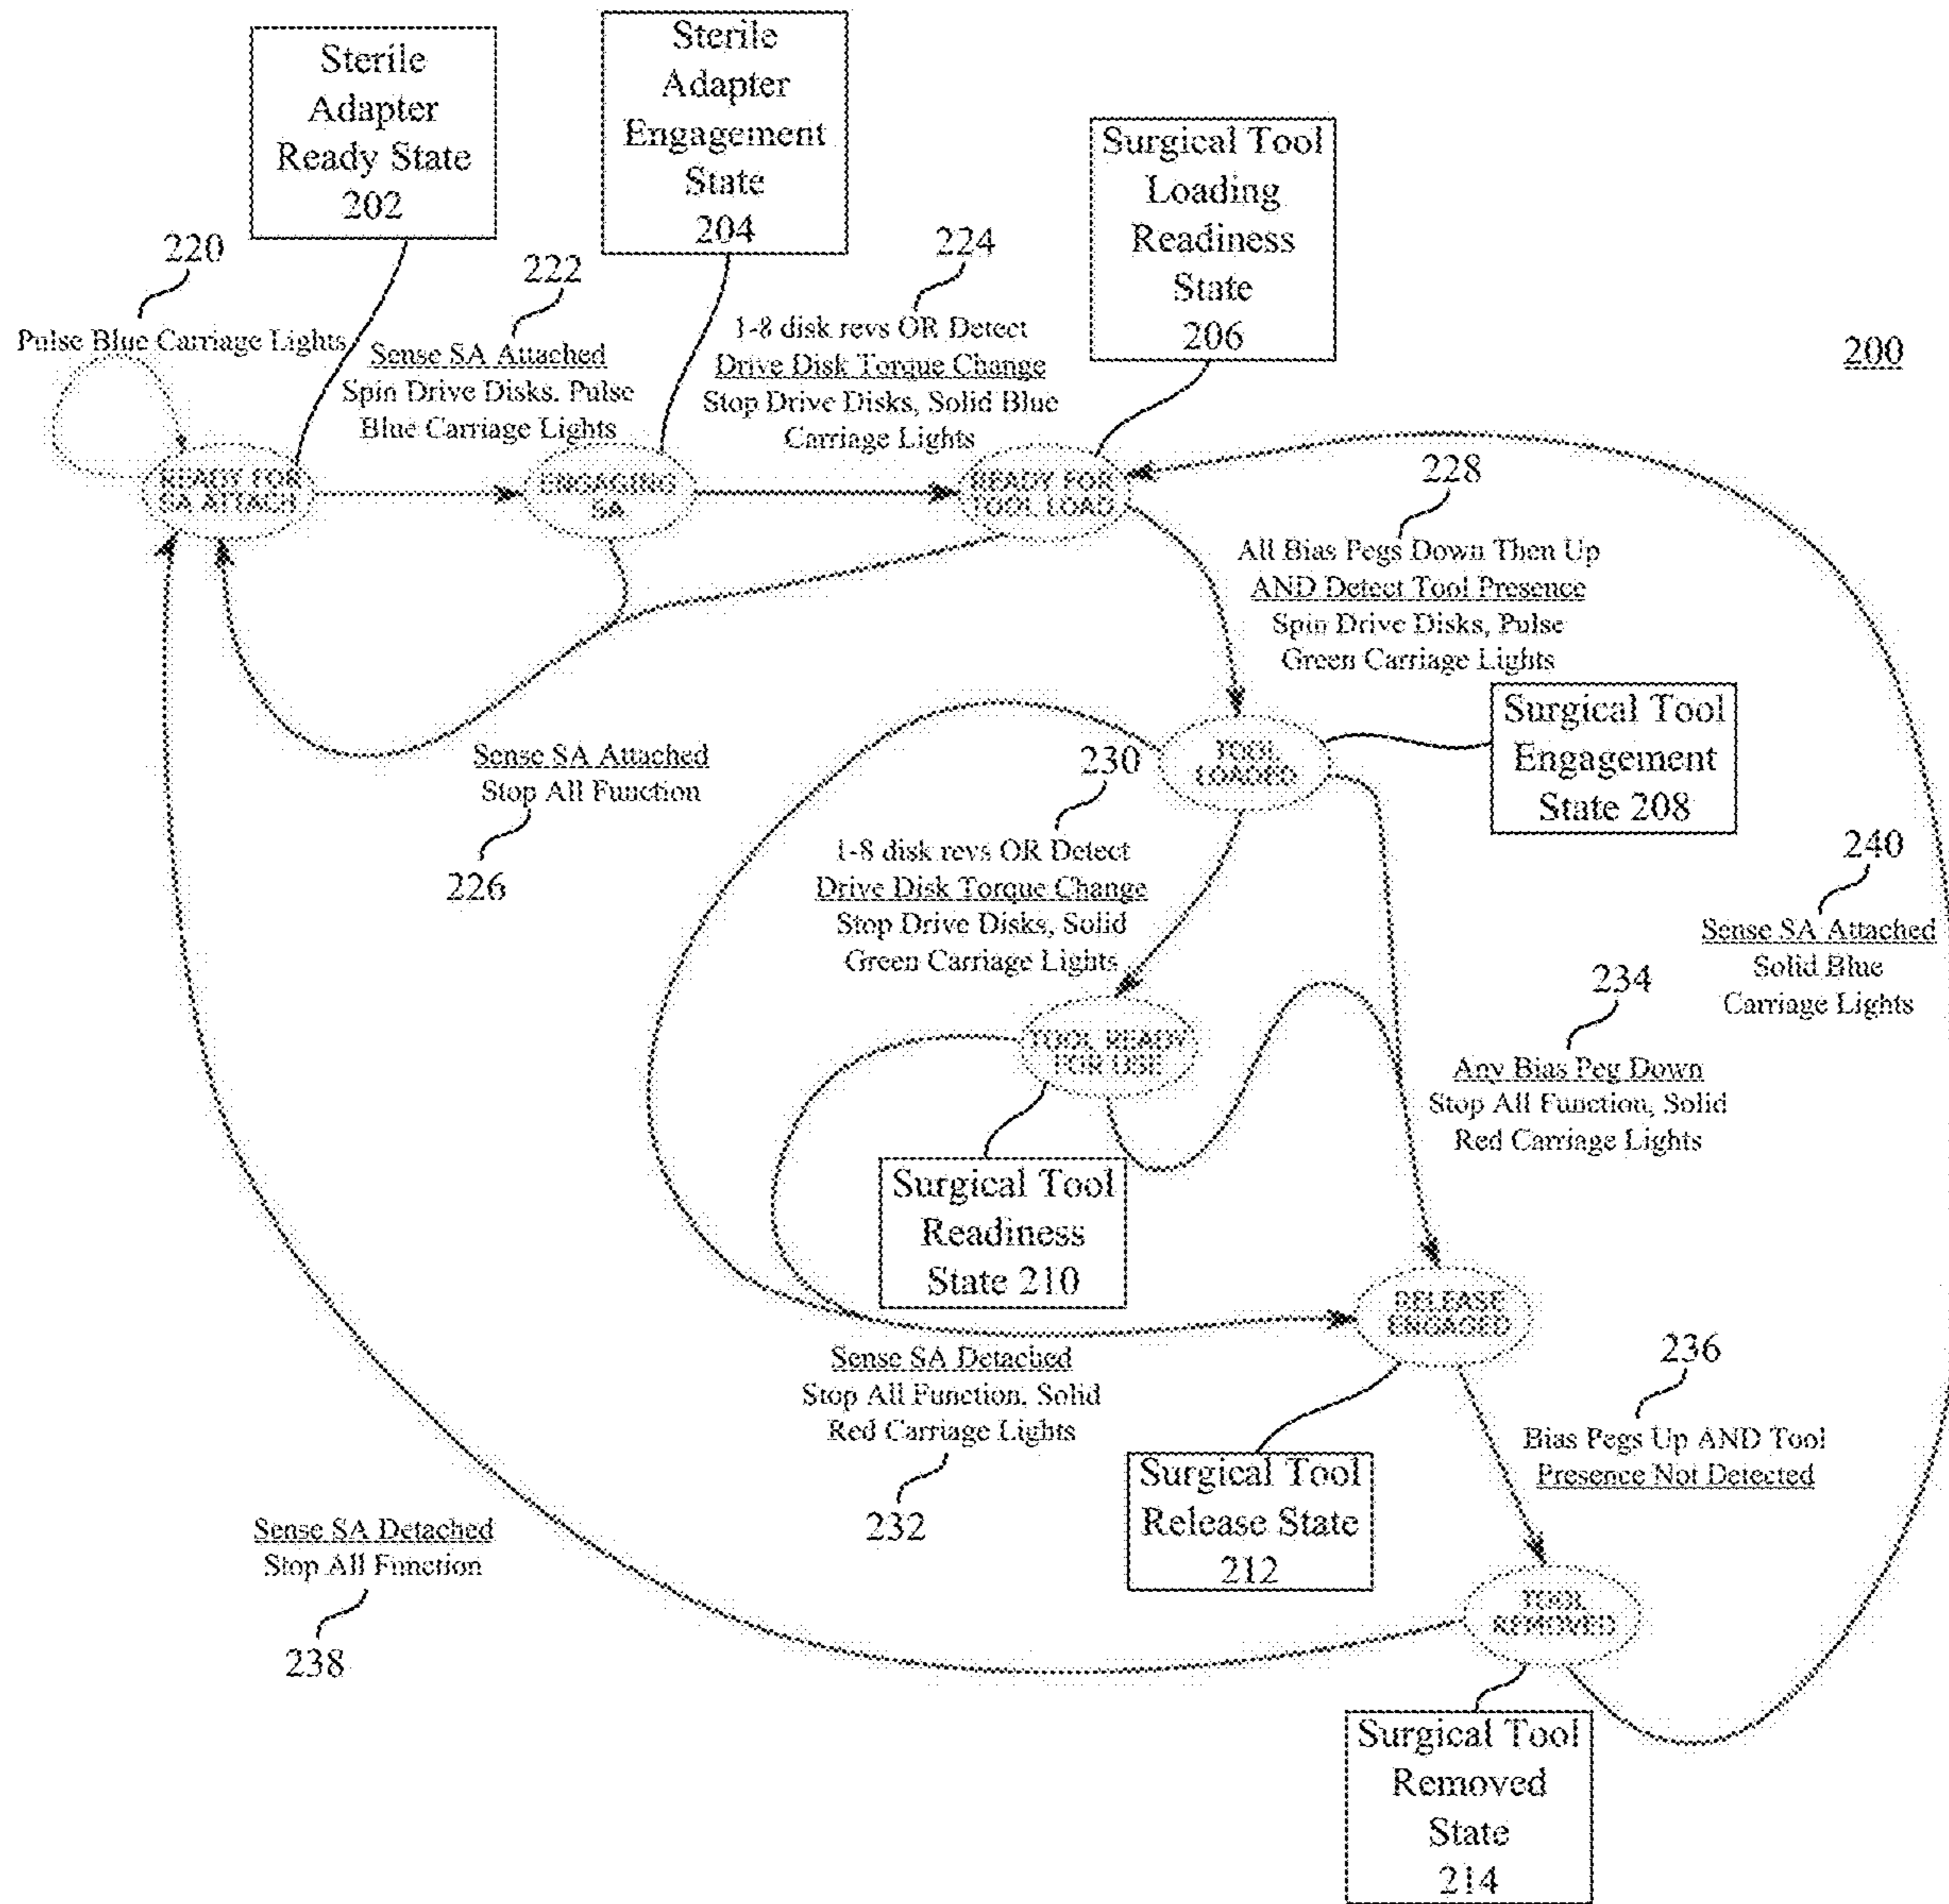 Sterile
Adapter
Ready State
202
Sterile
Adapter
Engagement
State
204
Surgical Tool
Loading
Readiness
State
206
200
220
Pulse Blue Carriage Lights
222
Sense SA Attached
Spin Drive Disks. Pulse
Blue Carriage Lights
224
1-8 disk revs OR Detect
Drive Disk Torque Change
Stop Drive Disks, Solid Blue
Carriage Lights
READY FOR
SA ATTACH
ENGAGING
SA
READY FOR
TOOL LOAD
228
All Bias Pegs Down Then Up
AND Detect Tool Presence
Spin Drive Disks, Pulse
Green Carriage Lights
Sense SA Attached
Stop All Function
226
TOOL
LOADED
Surgical Tool
Engagement
State 208
230
1-8 disk revs OR Detect
Drive Disk Torque Change
Stop Drive Disks, Solid
Green Carriage Lights
240
Sense SA Attached
Solid Blue
Carriage Lights
234
Any Bias Peg Down
Stop All Function, Solid
Red Carriage Lights
TOOL READY
FOR USE
Surgical Tool
Readiness
State 210
RELEASE
ENGAGED
Sense SA Detached
Stop All Function, Solid
Red Carriage Lights
232
236
Bias Pegs Up AND Tool
Presence Not Detected
Surgical Tool
Release State
212
Sense SA Detached
Stop All Function
238
TOOL
REMOVED
Surgical Tool
Removed
State
214